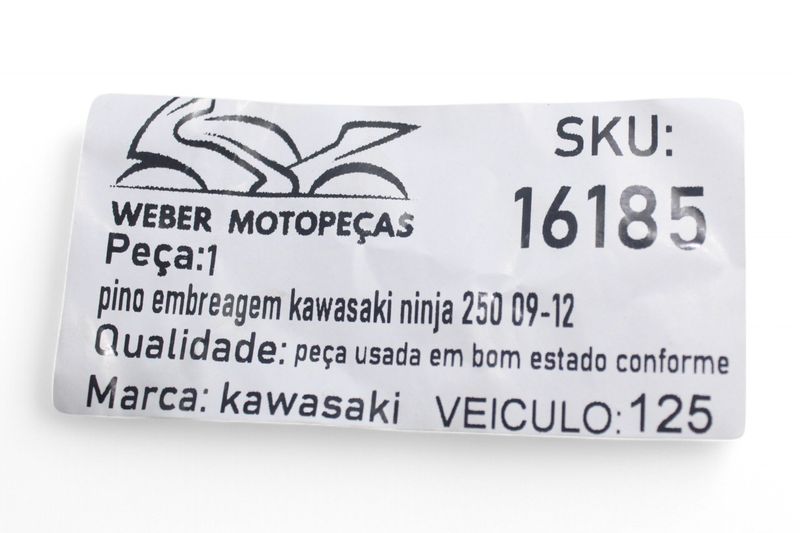 SKU:
16185
WEBER MOTOPEÇAS
Peça:1
pino embreagem kawasaki ninja 250 09-12
Qualidade: peça usada em bom estado conforme
Marca: kawasaki VEICULO: 125